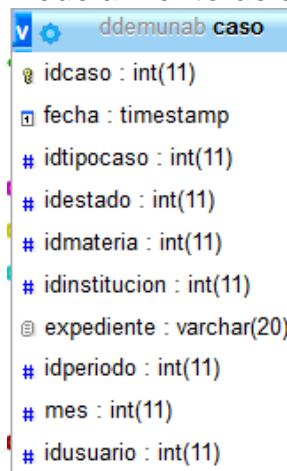 v ddemunab caso
idcaso : int(11)
fecha : timestamp
# idtipocaso : int(11)
# idestado : int(11)
# idmateria : int(11)
# idinstitucion : int(11)
expediente : varchar(20)
# idperiodo : int(11)
# mes : int(11)
# idusuario : int(11)